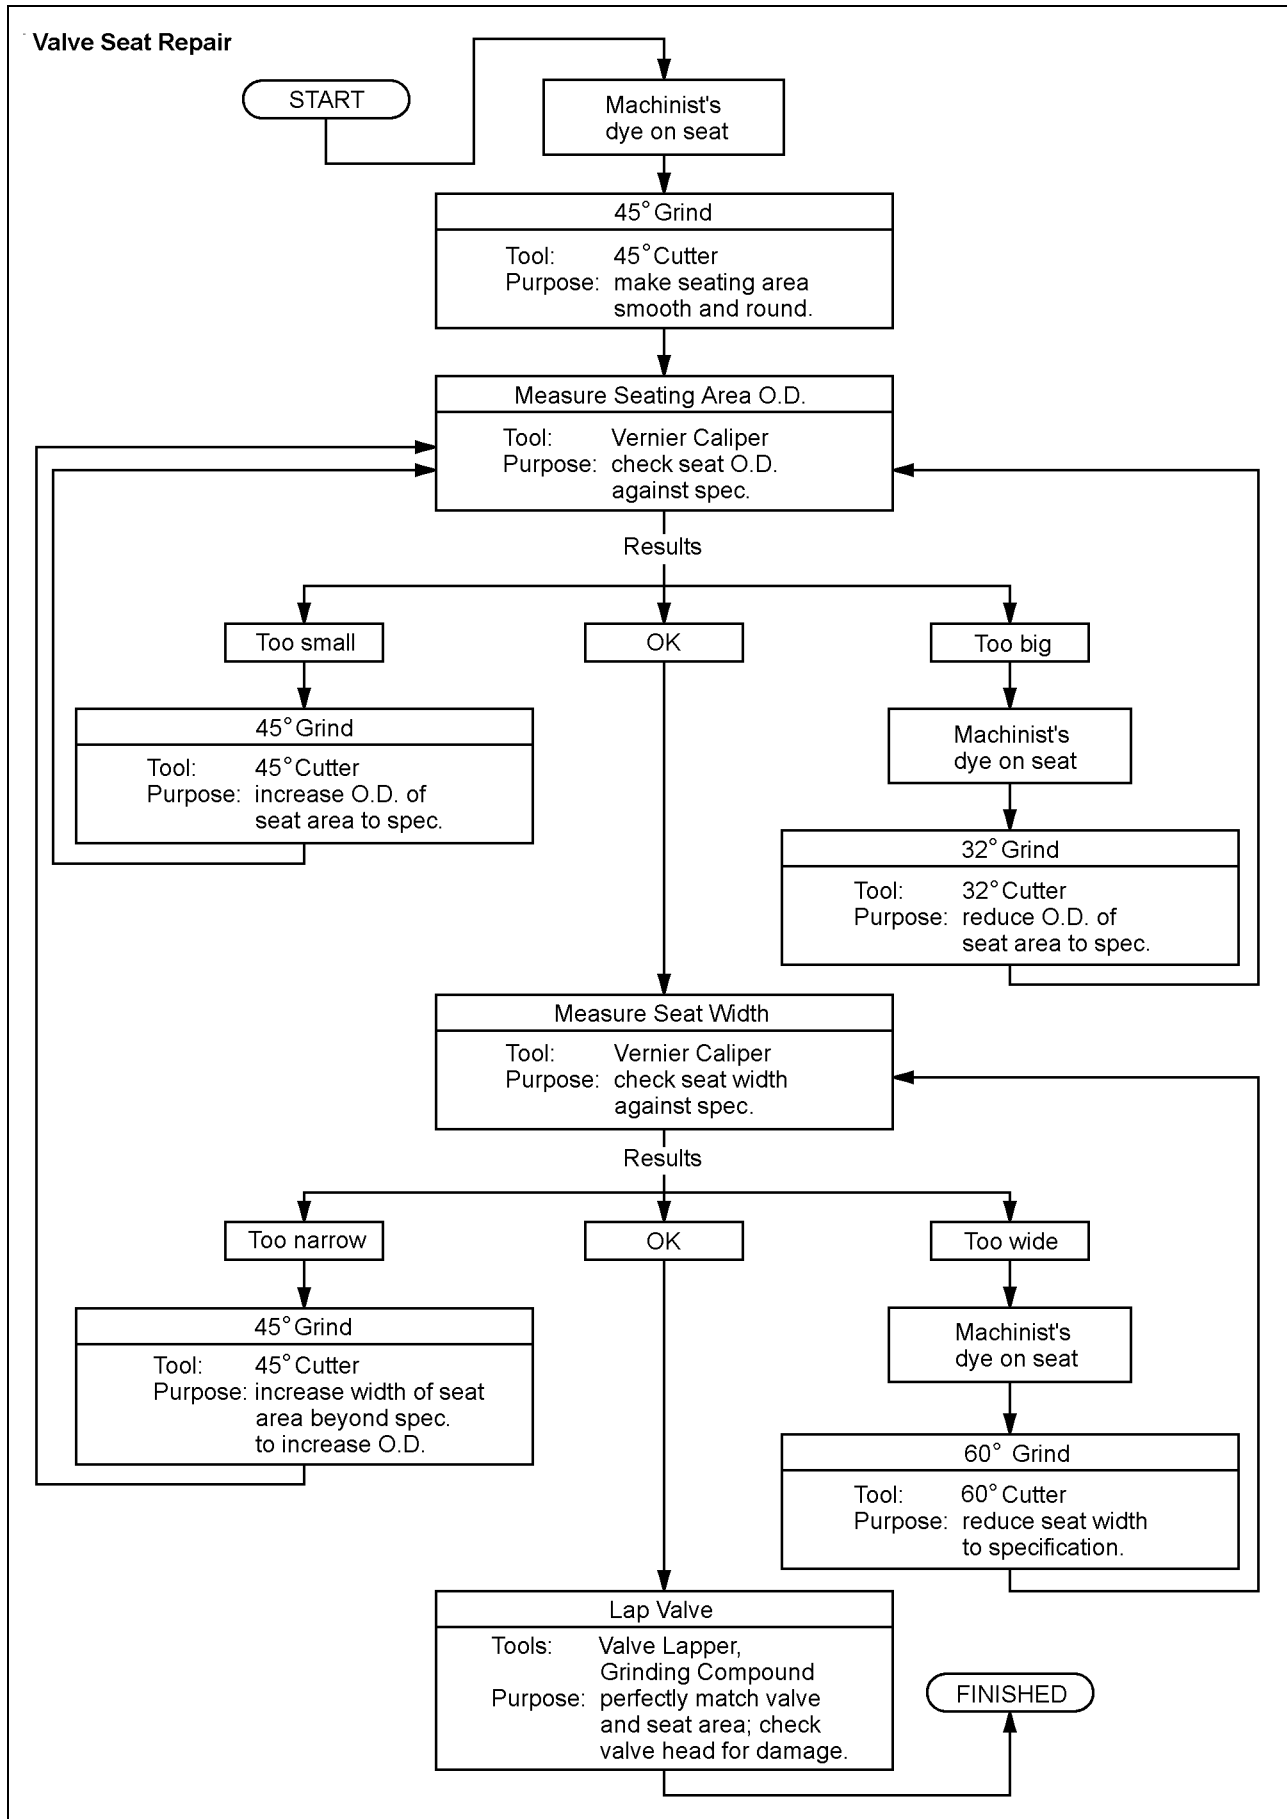 Valve Seat Repair
START
Machinist's
dye on seat
45° Grind
Tool: 45° Cutter
Purpose: make seating area
smooth and round.
Measure Seating Area O.D.
Tool: Vernier Caliper
Purpose: check seat O.D.
against spec.
Results
Too small
OK
Too big
45° Grind
Tool: 45° Cutter
Purpose: increase O.D. of
seat area to spec.
Machinist's
dye on seat
32° Grind
Tool: 32° Cutter
Purpose: reduce O.D. of
seat area to spec.
Measure Seat Width
Tool: Vernier Caliper
Purpose: check seat width
against spec.
Results
Too narrow
OK
Too wide
45° Grind
Tool: 45° Cutter
Purpose: increase width of seat
area beyond spec.
to increase O.D.
Machinist's
dye on seat
60° Grind
Tool: 60° Cutter
Purpose: reduce seat width
to specification.
Lap Valve
Tools: Valve Lapper,
Grinding Compound
Purpose: perfectly match valve
and seat area; check
valve head for damage.
FINISHED